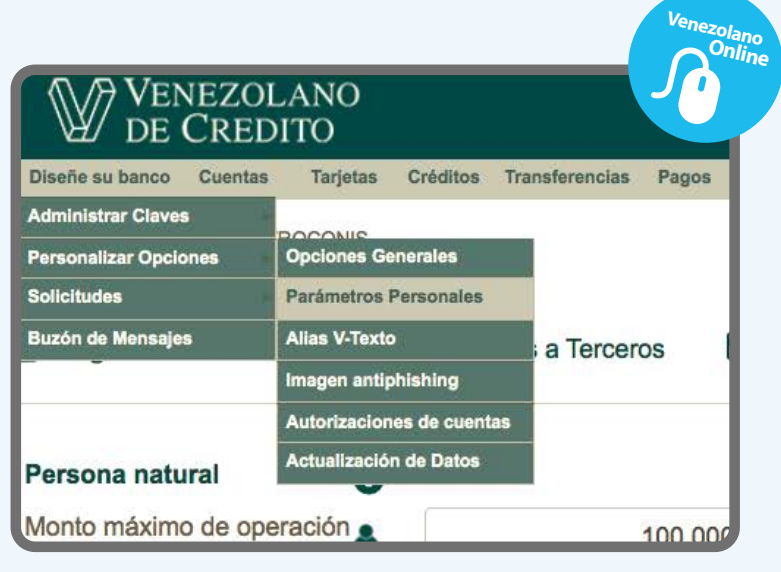 Venezolano
Online
VENEZOLANO
DE CREDITO
Diseñe su banco Cuentas Tarjetas Créditos Transferencias Pagos
Administrar Claves
Personalizar Opciones
Solicitudes
Buzón de Mensajes
Opciones Generales
Parámetros Personales
Alias V-Texto
Imagen antiphishing
Autorizaciones de cuentas
Actualización de Datos
a Terceros
Persona natural
Monto máximo de operación
100.000